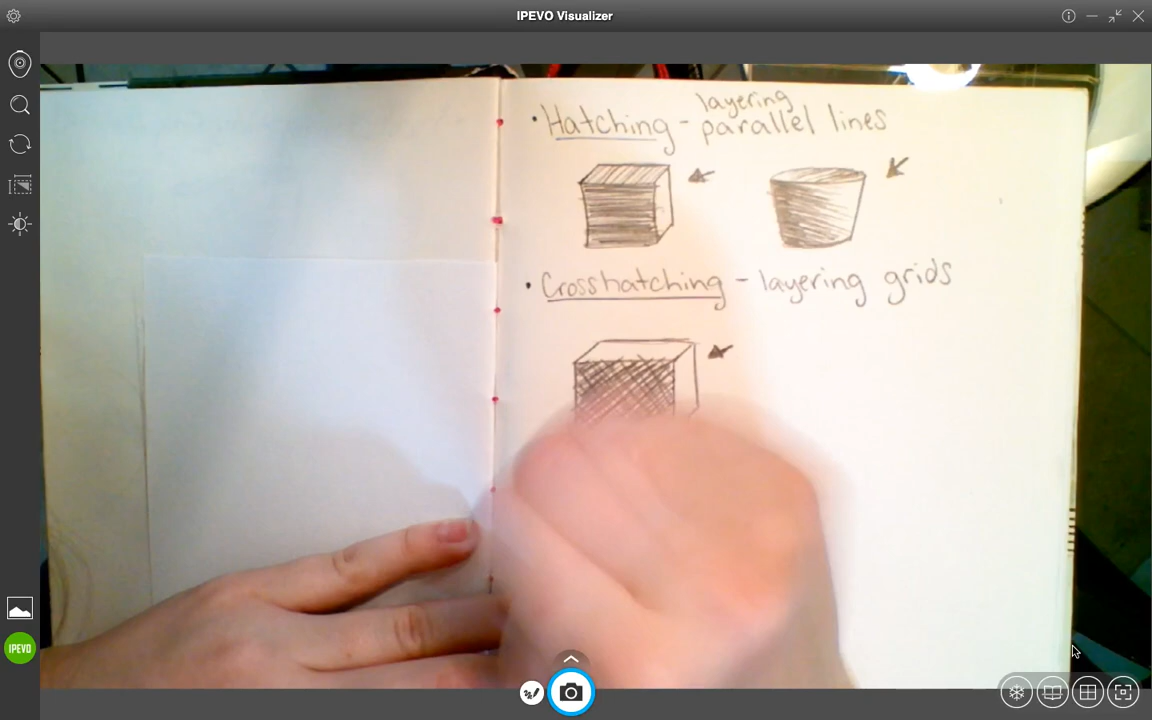 IPEVO Visualizer
layering
• Hatching - parallel lines
• Crosshatching - layering grids
IPEVO